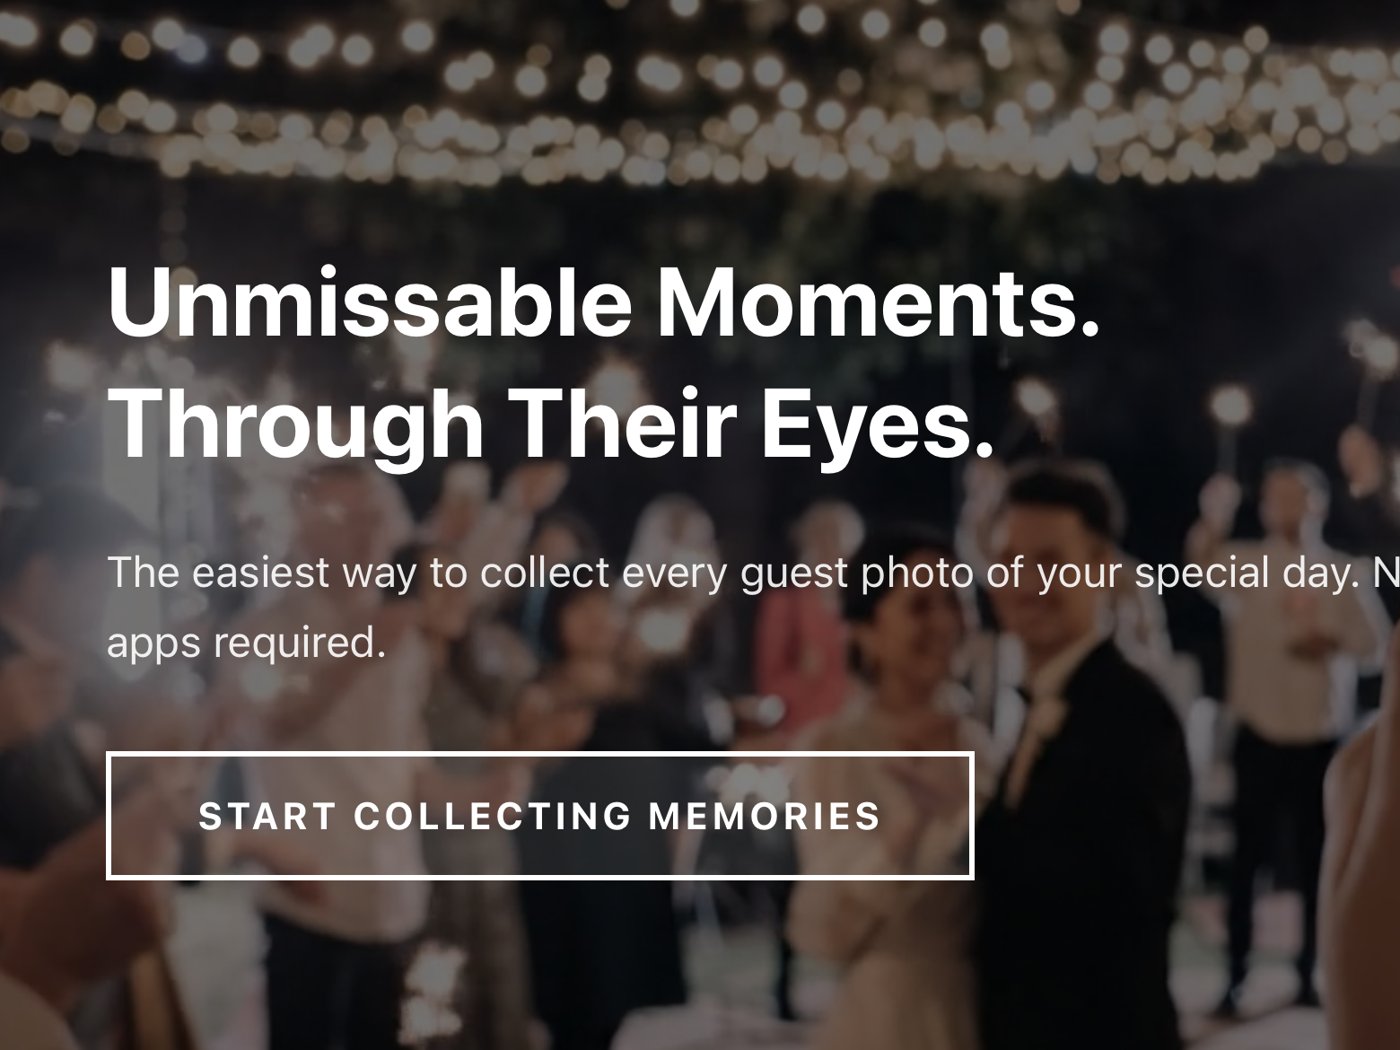 Unmissable Moments.
Through Their Eyes.
The easiest way to collect every guest photo of your special day. N
apps required.
START COLLECTING MEMORIES